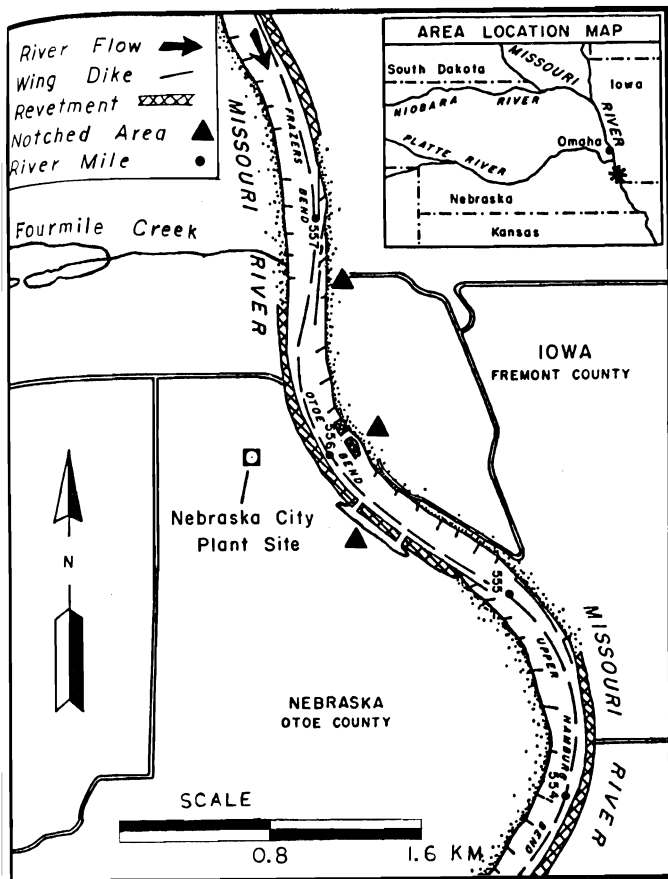 River Flow
Wing Dike
Revetment
Notched Area
River Mile
AREA LOCATION MAP
South Dakota
MISSOURI
RIVER
Iowa
NIOBARA RIVER
PLATTE RIVER
Omaha
Nebraska
Kansas
MISSOURI
RIVER
FRAZERS
BEND
557
Fourmile Creek
IOWA
FREMONT COUNTY
OTOE
BEND
556
Nebraska City
Plant Site
N
555
UPPER
HAMBURG
BEND
554
MISSOURI
RIVER
NEBRASKA
OTOE COUNTY
SCALE
0.8
1.6 KM